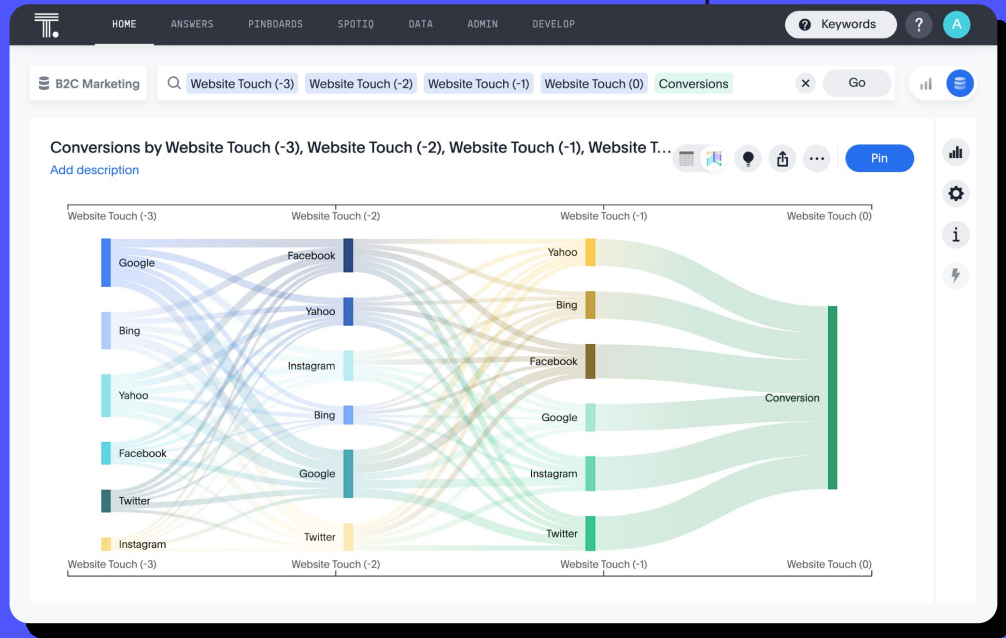 T.
HOME ANSWERS PINBOARDS SPOTIQ DATA ADMIN DEVELOP
? Keywords ? A
B2C Marketing
Website Touch (-3) Website Touch (-2) Website Touch (-1) Website Touch (0) Conversions
Go
Conversions by Website Touch (-3), Website Touch (-2), Website Touch (-1), Website T...
Pin
Add description
Website Touch (-3) Website Touch (-2) Website Touch (-1) Website Touch (0)
Google
Bing
Yahoo
Facebook
Twitter
Instagram
Facebook
Yahoo
Instagram
Bing
Google
Twitter
Yahoo
Bing
Facebook
Google
Instagram
Twitter
Conversion
Website Touch (-3) Website Touch (-2) Website Touch (-1) Website Touch (0)